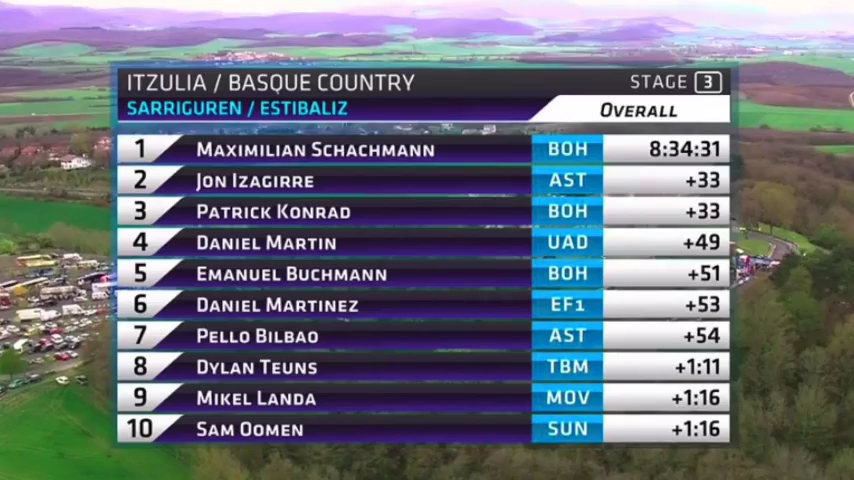 ITZULIA / BASQUE COUNTRY STAGE 3
SARRIGUREN / ESTIBALIZ OVERALL
1 MAXIMILIAN SCHACHMANN BOH 8:34:31
2 JON IZAGIRRE AST +33
3 PATRICK KONRAD BOH +33
4 DANIEL MARTIN UAD +49
5 EMANUEL BUCHMANN BOH +51
6 DANIEL MARTINEZ EF1 +53
7 PELLO BILBAO AST +54
8 DYLAN TEUNS TBM +1:11
9 MIKEL LANDA MOV +1:16
10 SAM OOMEN SUN +1:16